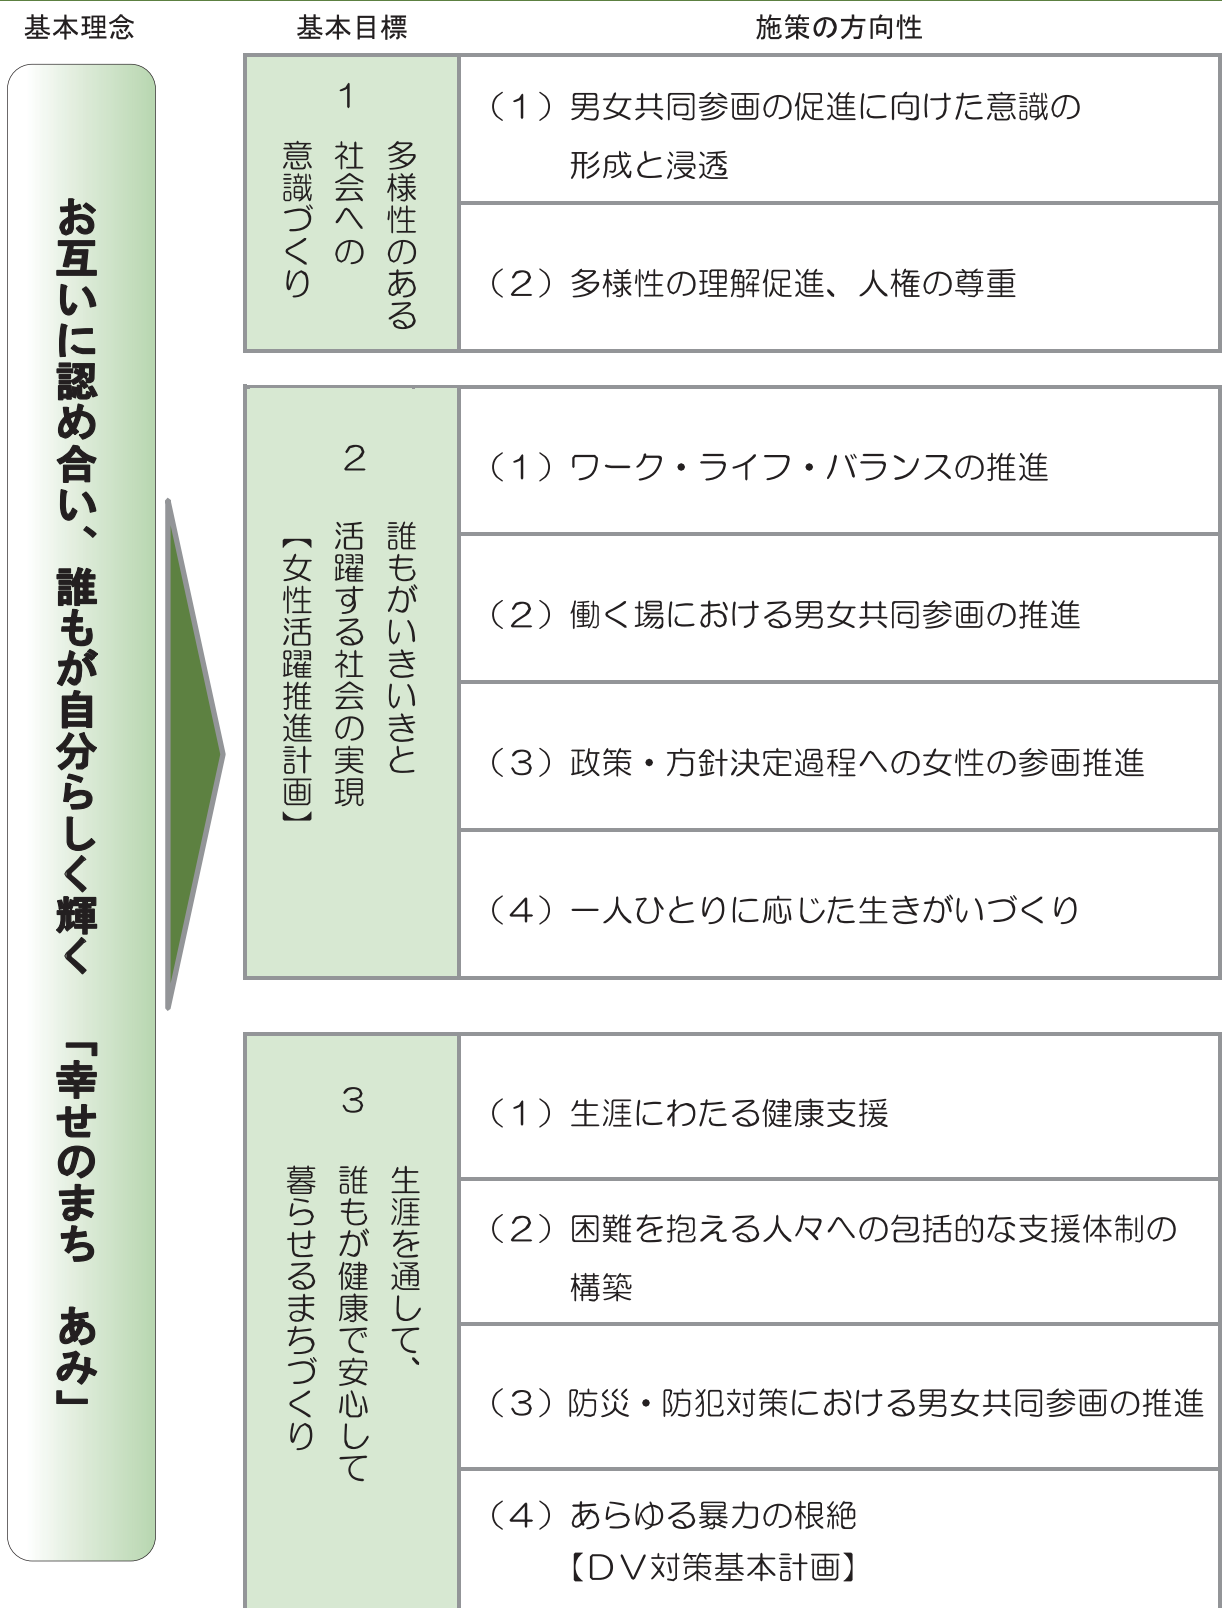 基本理念
基本目標
施策の方向性
お互いに認め合い、誰もが自分らしく輝く　「幸せのまち　あみ」
1
多様性のある
社会への
意識づくり
（１）男女共同参画の促進に向けた意識の
形成と浸透
（２）多様性の理解促進、人権の尊重
２
誰もがいきいきと
活躍する社会の実現
【女性活躍推進計画】
（１）ワーク・ライフ・バランスの推進
（２）働く場における男女共同参画の推進
（３）政策・方針決定過程への女性の参画推進
（４）一人ひとりに応じた生きがいづくり
３
生涯を通して、
誰もが健康で安心して
暮らせるまちづくり
（１）生涯にわたる健康支援
（２）困難を抱える人々への包括的な支援体制の
構築
（３）防災・防犯対策における男女共同参画の推進
（４）あらゆる暴力の根絶
【ＤＶ対策基本計画】